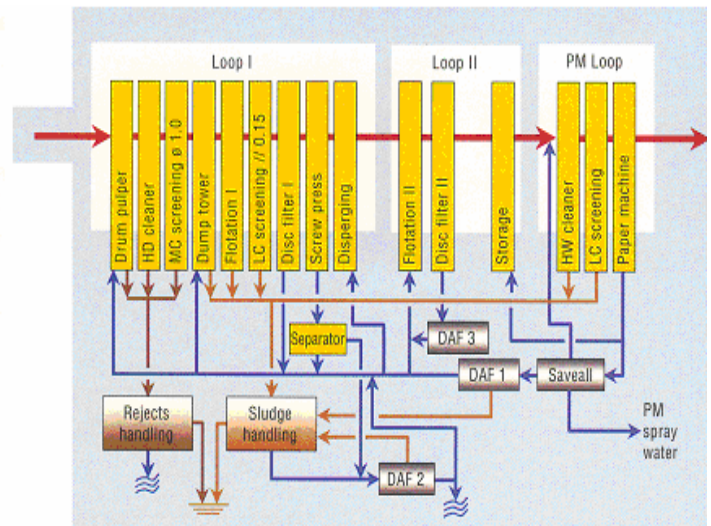 Loop I
Loop II
PM Loop
Drum pulper
HD cleaner
MC screening ø 1.0
Dump tower
Flotation I
LC screening // 0.15
Disc filter I
Screw press
Disperging
Flotation II
Disc filter II
Storage
HW cleaner
LC screening
Paper machine
Separator
DAF 3
DAF 1
Saveall
Rejects
handling
Sludge
handling
DAF 2
PM
spray
water